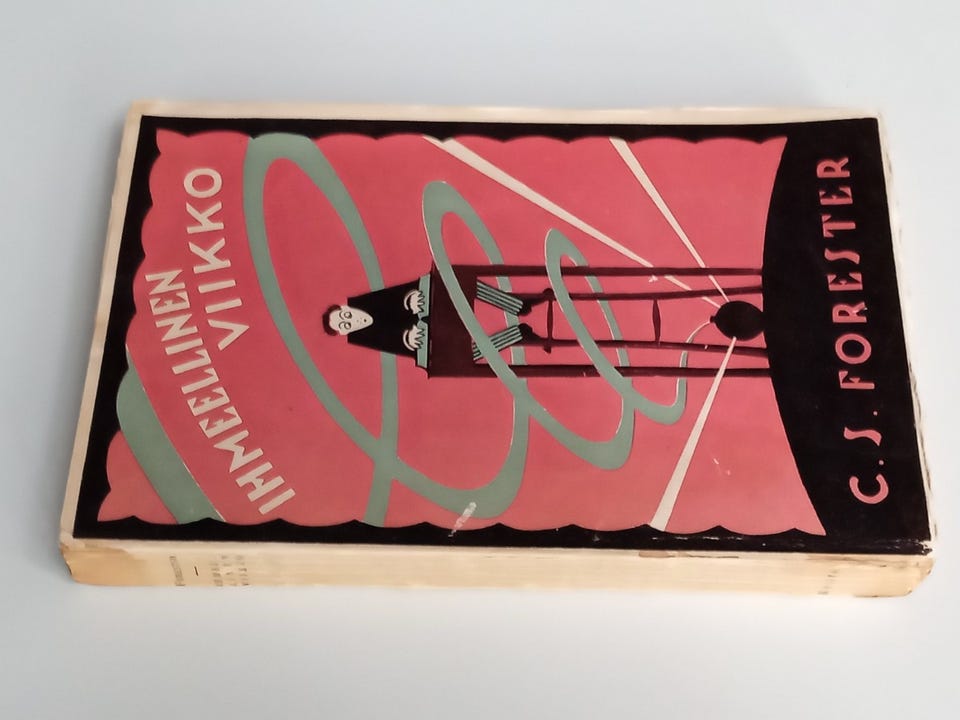 IHMEELLINEN
VIIKKO
C.S. FORESTER